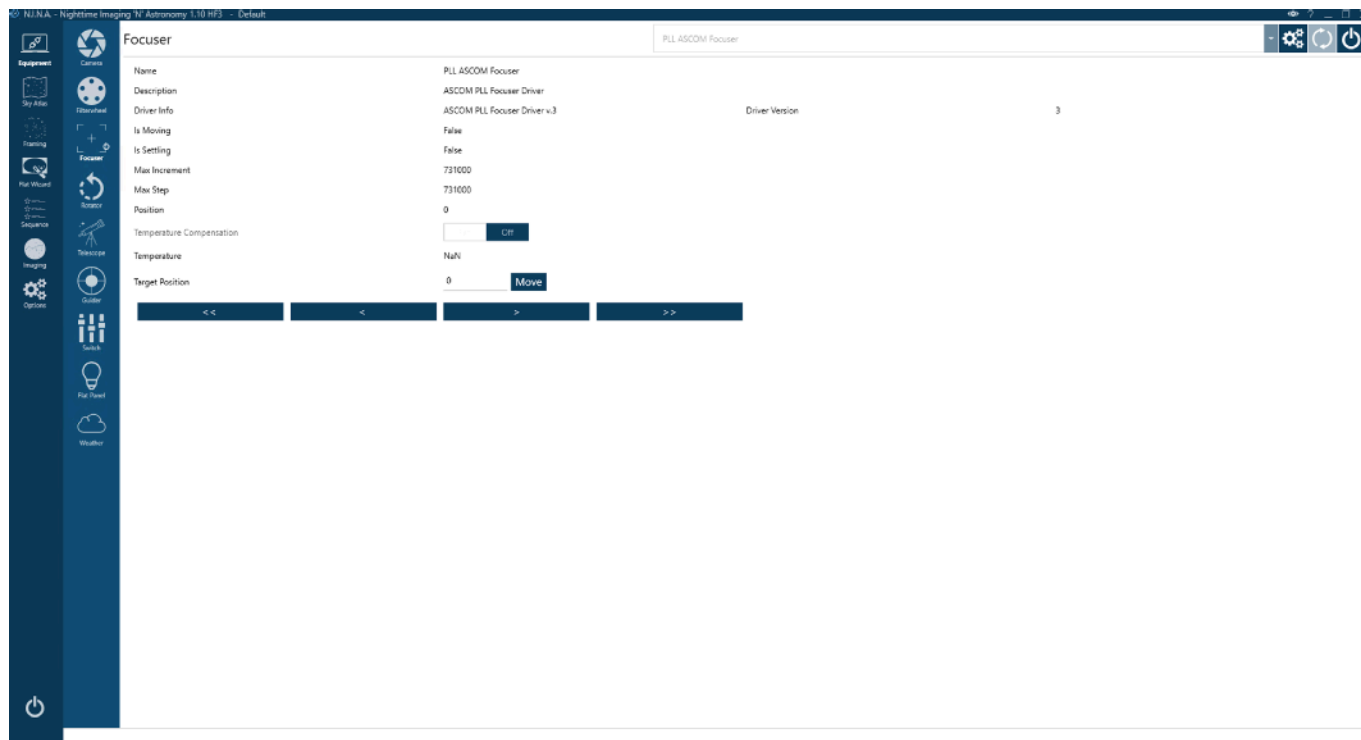 N.I.N.A. - Nighttime Imaging 'N' Astronomy 1.10 HF3 - Default
?
Equipment
Sky Atlas
Framing
Flat Wizard
Sequence
Imaging
Options
Camera
Filterwheel
Focuser
Rotator
Telescope
Guider
Switch
Flat Panel
Weather
Focuser PLL ASCOM Focuser
Name PLL ASCOM Focuser
Description ASCOM PLL Focuser Driver
Driver Info ASCOM PLL Focuser Driver v.3 Driver Version 3
Is Moving False
Is Settling False
Max Increment 731000
Max Step 731000
Position 0
Temperature Compensation Off
Temperature NaN
Target Position 0 Move
<< < > >>